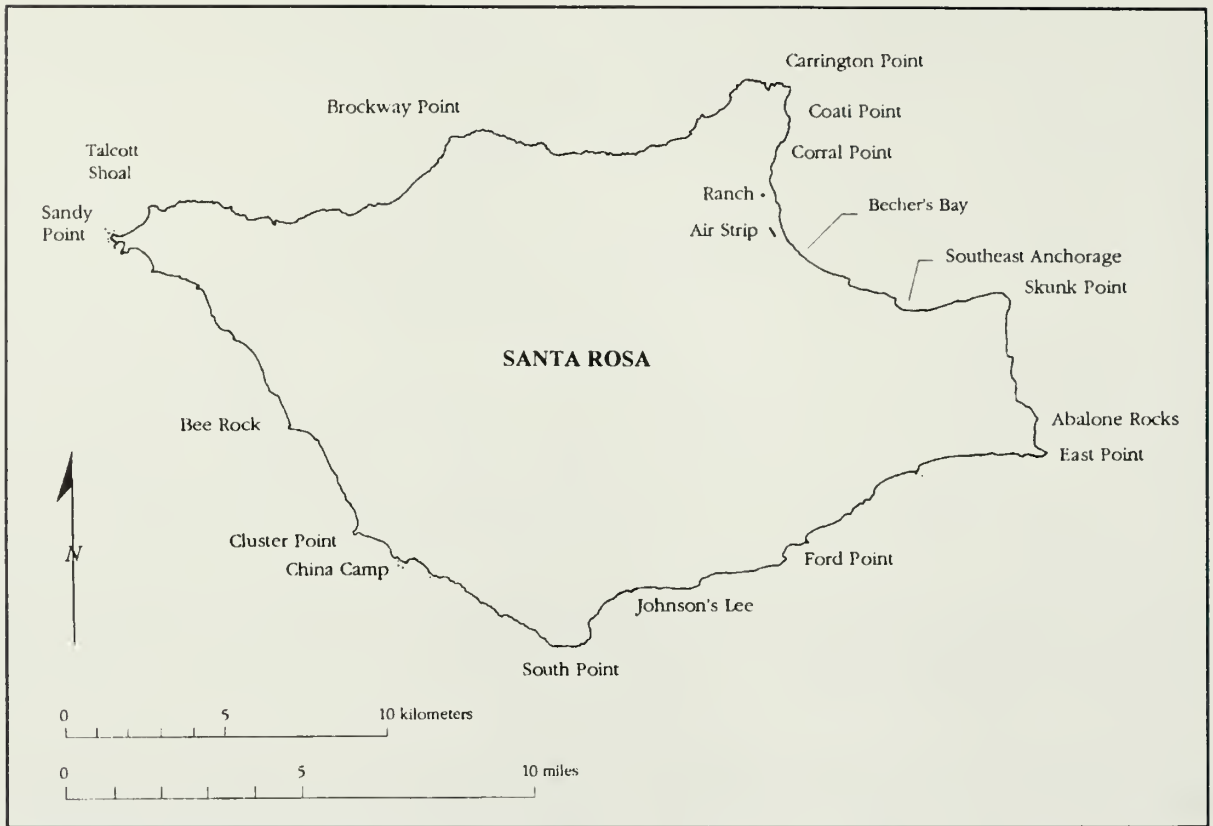 Carrington Point
Brockway Point
Coati Point
Talcott
Shoal
Corral Point
Ranch
Becher's Bay
Sandy
Point
Air Strip
Southeast Anchorage
Skunk Point
SANTA ROSA
Bee Rock
Abalone Rocks
East Point
N
Cluster Point
China Camp
Ford Point
Johnson's Lee
South Point
0 5 10 kilometers
0 5 10 miles